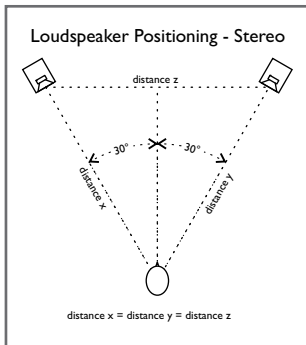 Loudspeaker Positioning - Stereo
distance z
30°
30°
distance x
distance y
distance x = distance y = distance z